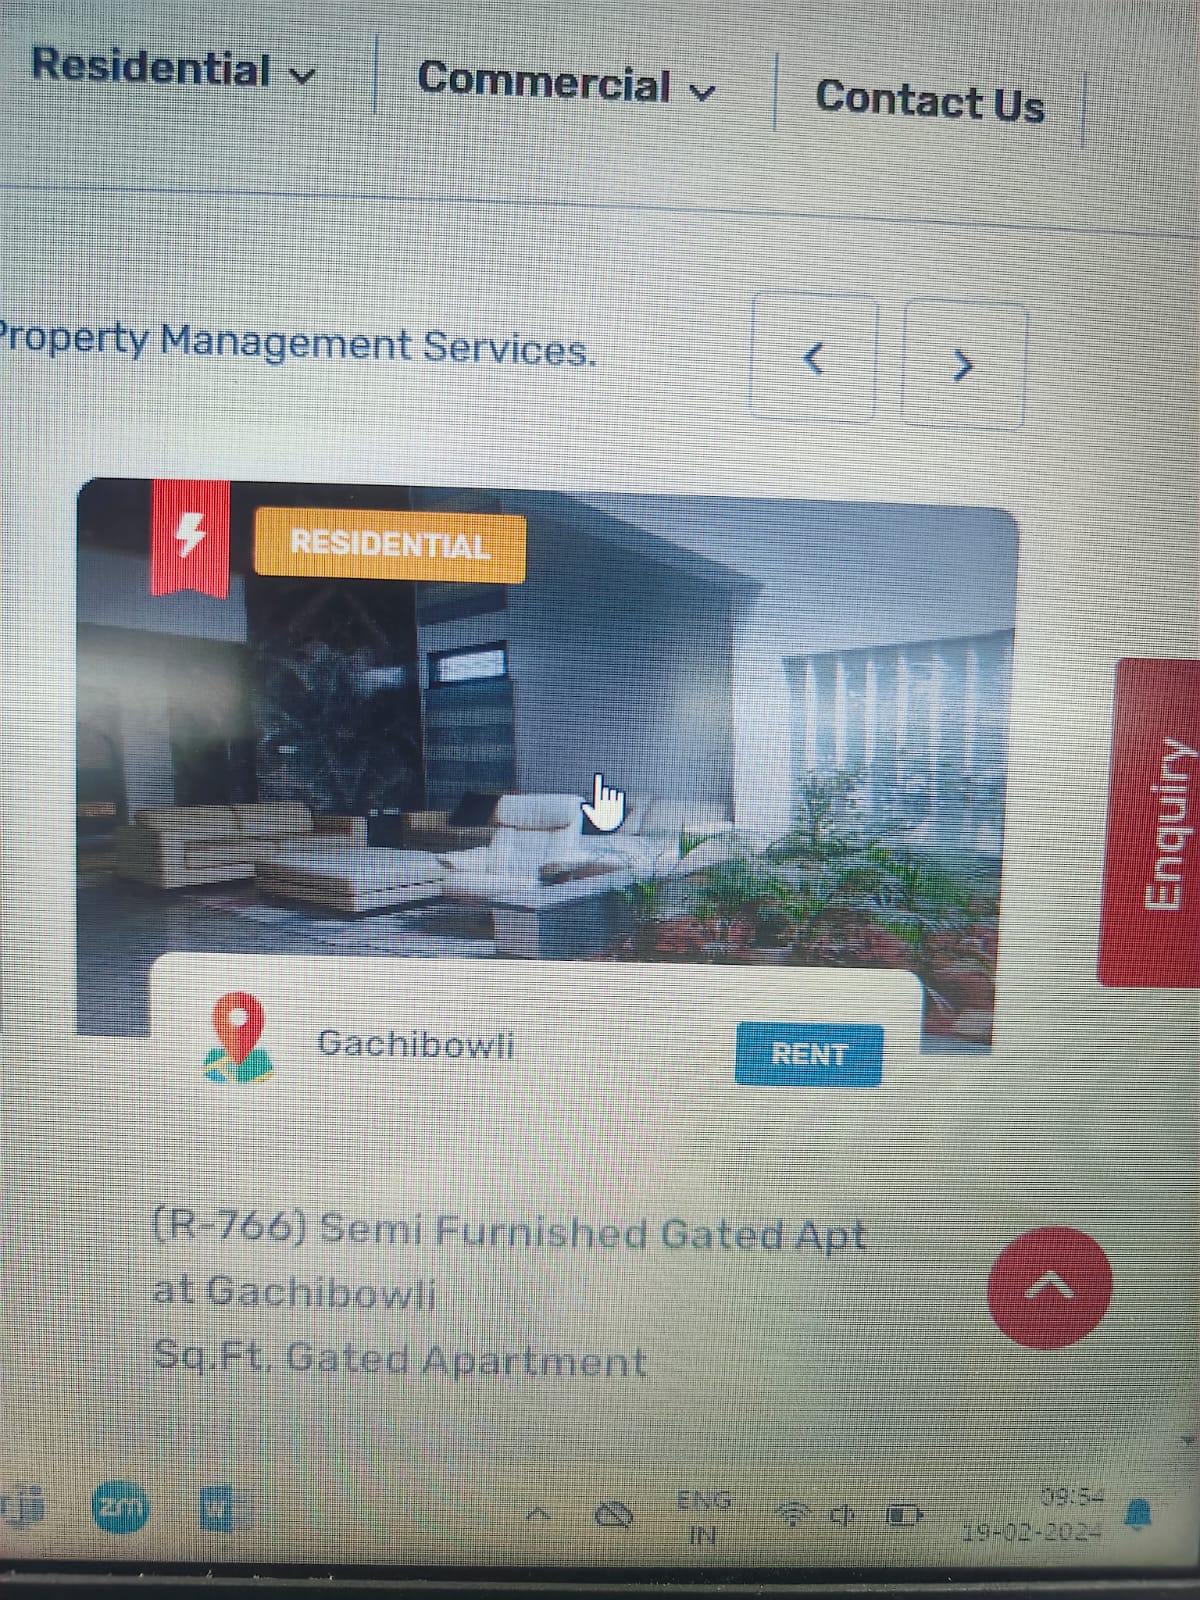 Residential
Commercial
Contact Us
Property Management Services.
RESIDENTIAL
Enquiry
Gachibowli
RENT
(R-766) Semi Furnished Gated Apt
at Gachibowli
Sq.Ft. Gated Apartment
zm
W
ENG
IN
09:54
19-02-2024